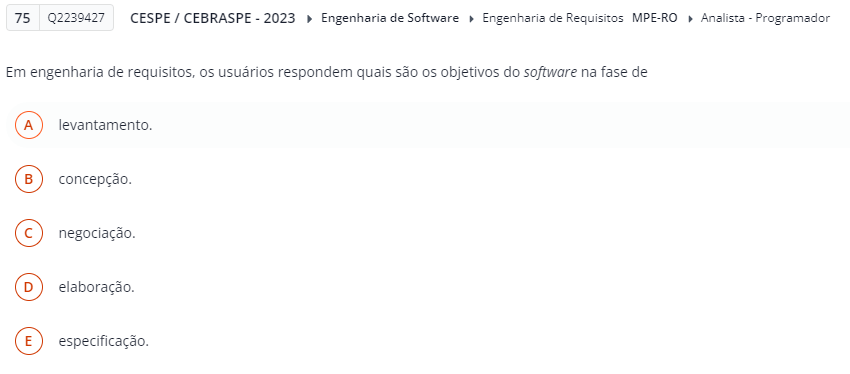 75 Q2239427 CESPE / CEBRASPE - 2023 Engenharia de Software Engenharia de Requisitos MPE-RO Analista - Programador
Em engenharia de requisitos, os usuários respondem quais são os objetivos do software na fase de
A levantamento.
B concepção.
C negociação.
D elaboração.
E especificação.